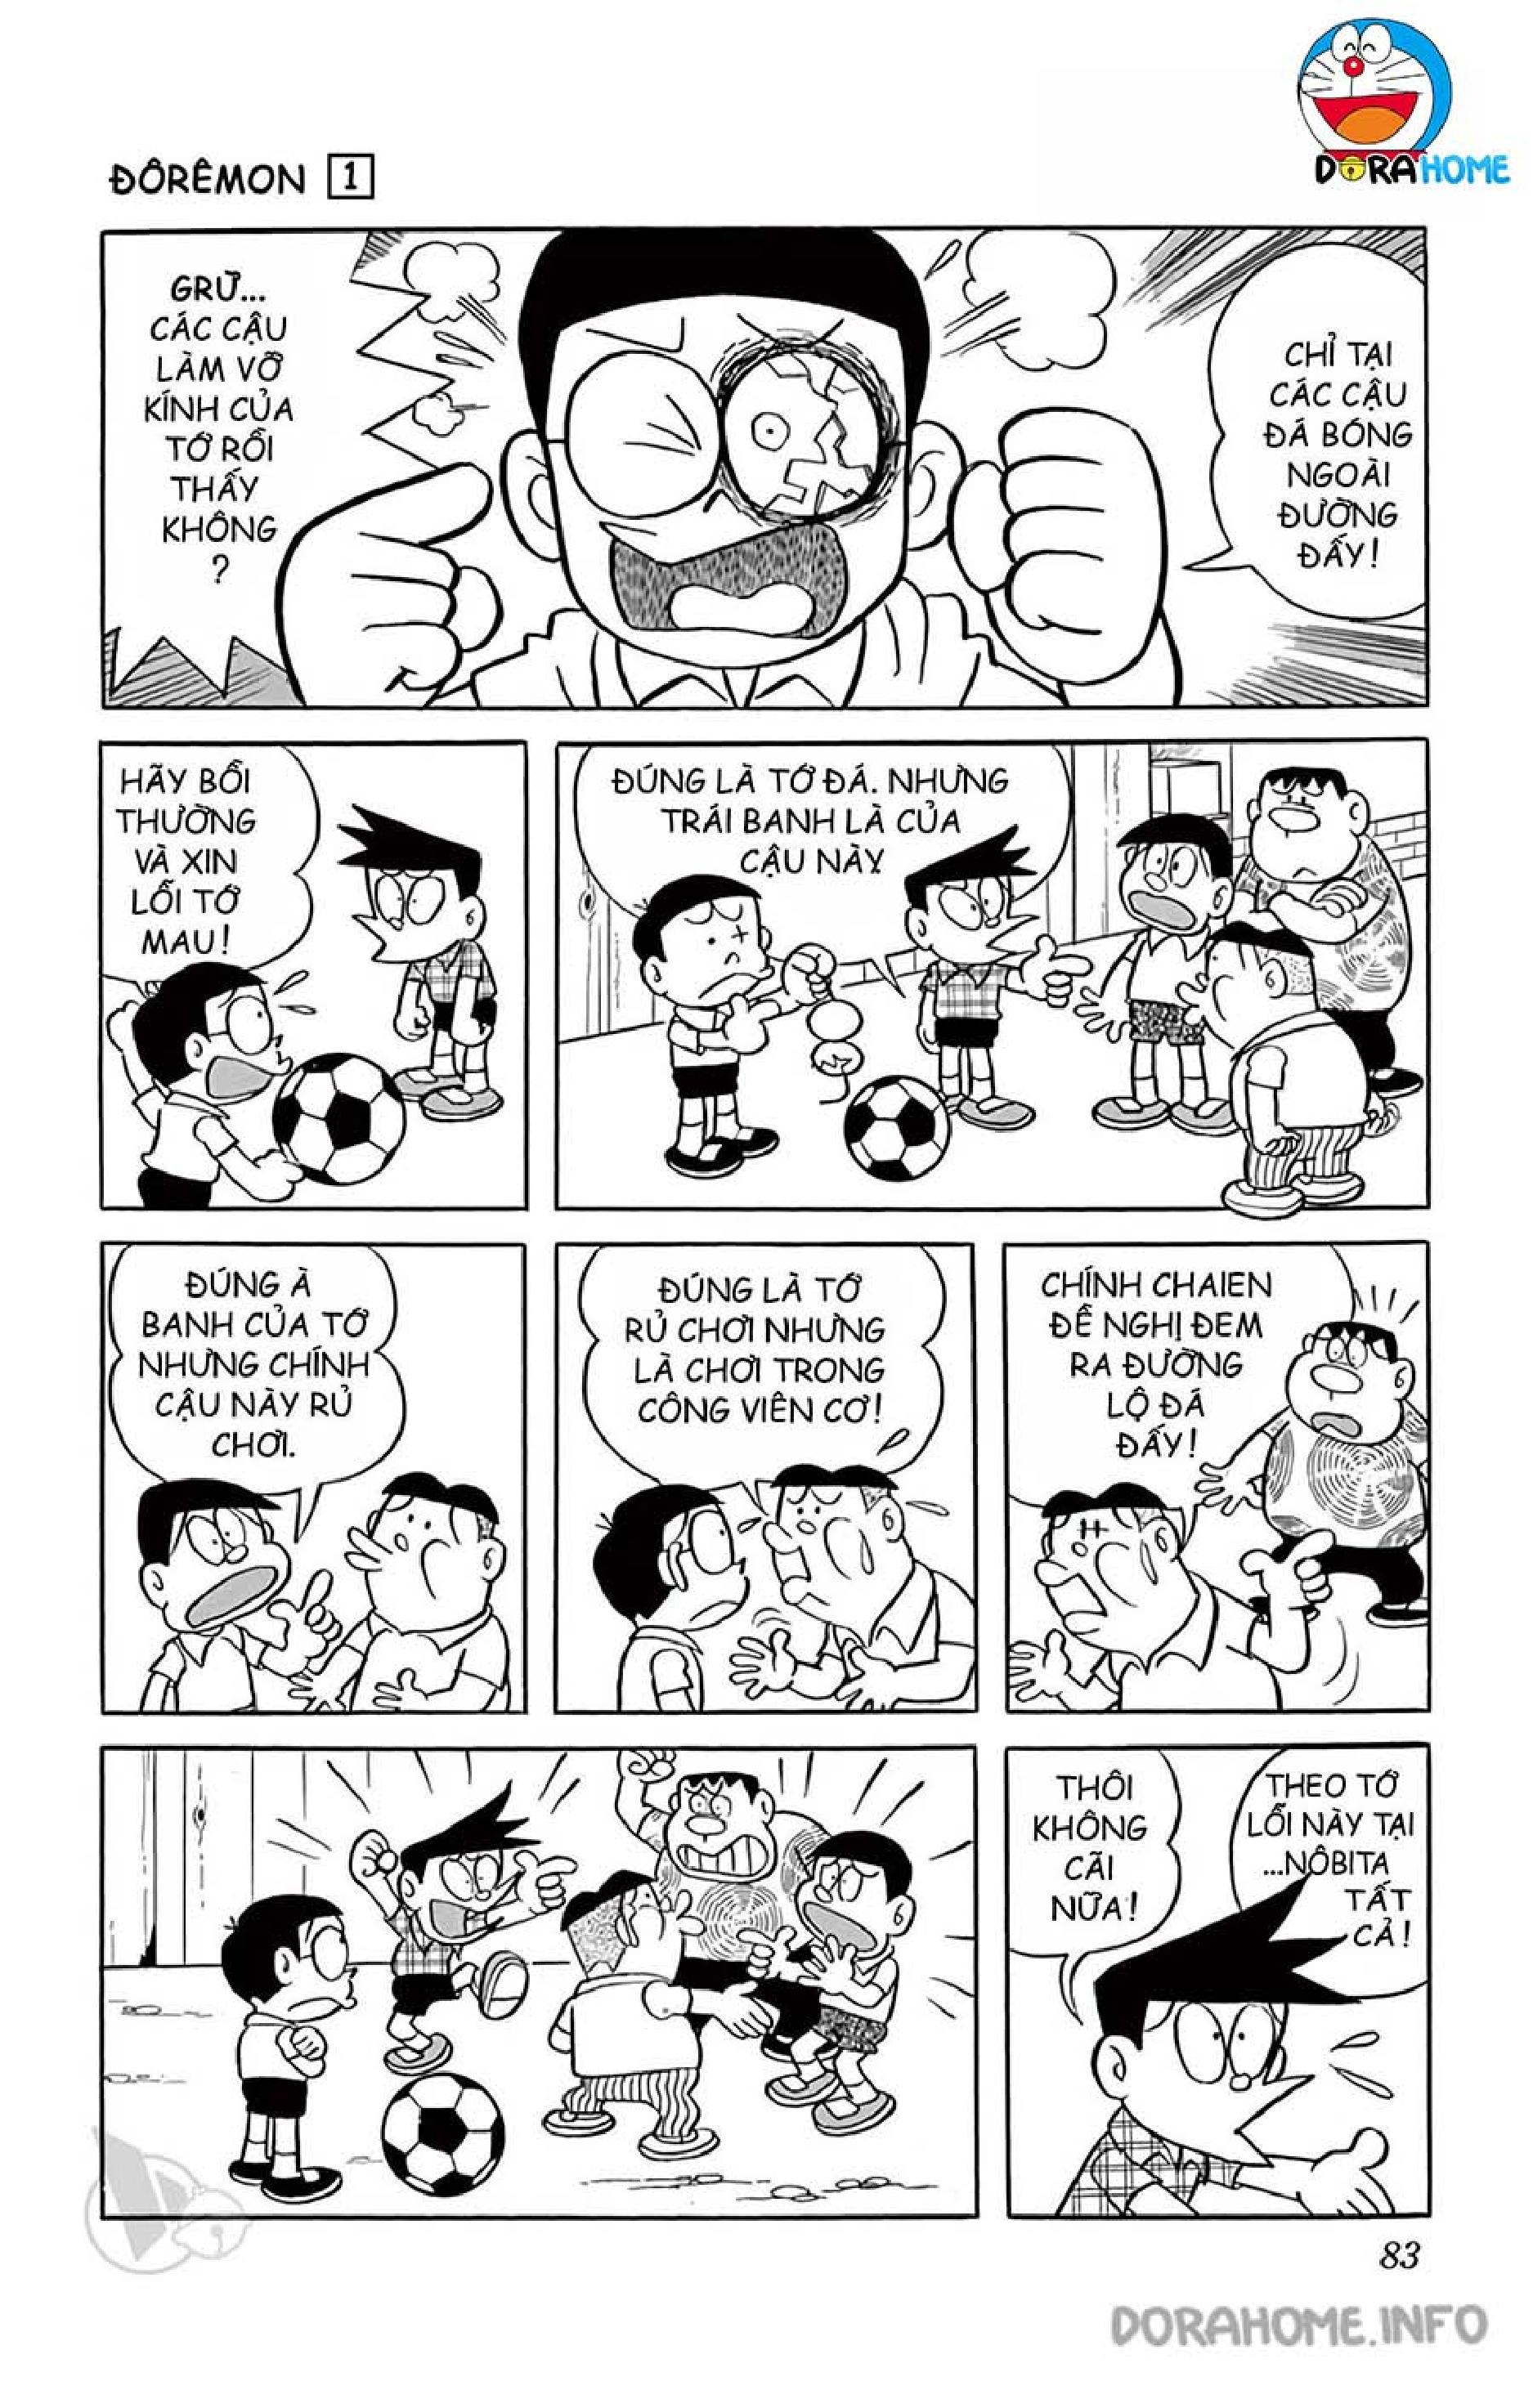 DORAHOME
ĐÔRÊMON 1
GRỪ...
CÁC CẬU
LÀM VỠ
KÍNH CỦA
TỚ RỒI
THẤY
KHÔNG
?
CHỈ TẠI
CÁC CẬU
ĐÁ BÓNG
NGOÀI
ĐƯỜNG
ĐẤY!
HÃY BỒI
THƯỜNG
VÀ XIN
LỖI TỚ
MAU!
ĐÚNG LÀ TỚ ĐÁ. NHƯNG
TRÁI BANH LÀ CỦA
CẬU NÀY
ĐÚNG À
BANH CỦA TỚ
NHƯNG CHÍNH
CẬU NÀY RỦ
CHƠI.
ĐÚNG LÀ TỚ
RỦ CHƠI NHƯNG
LÀ CHƠI TRONG
CÔNG VIÊN CƠ!
CHÍNH CHAIEN
ĐỀ NGHỊ ĐEM
RA ĐƯỜNG
LỘ ĐÁ
ĐẤY!
THÔI
KHÔNG
CÃI
NỮA!
THEO TỚ
LỖI NÀY TẠI
...NÔBITA
TẤT
CẢ!
83
DORAHOME.INFO